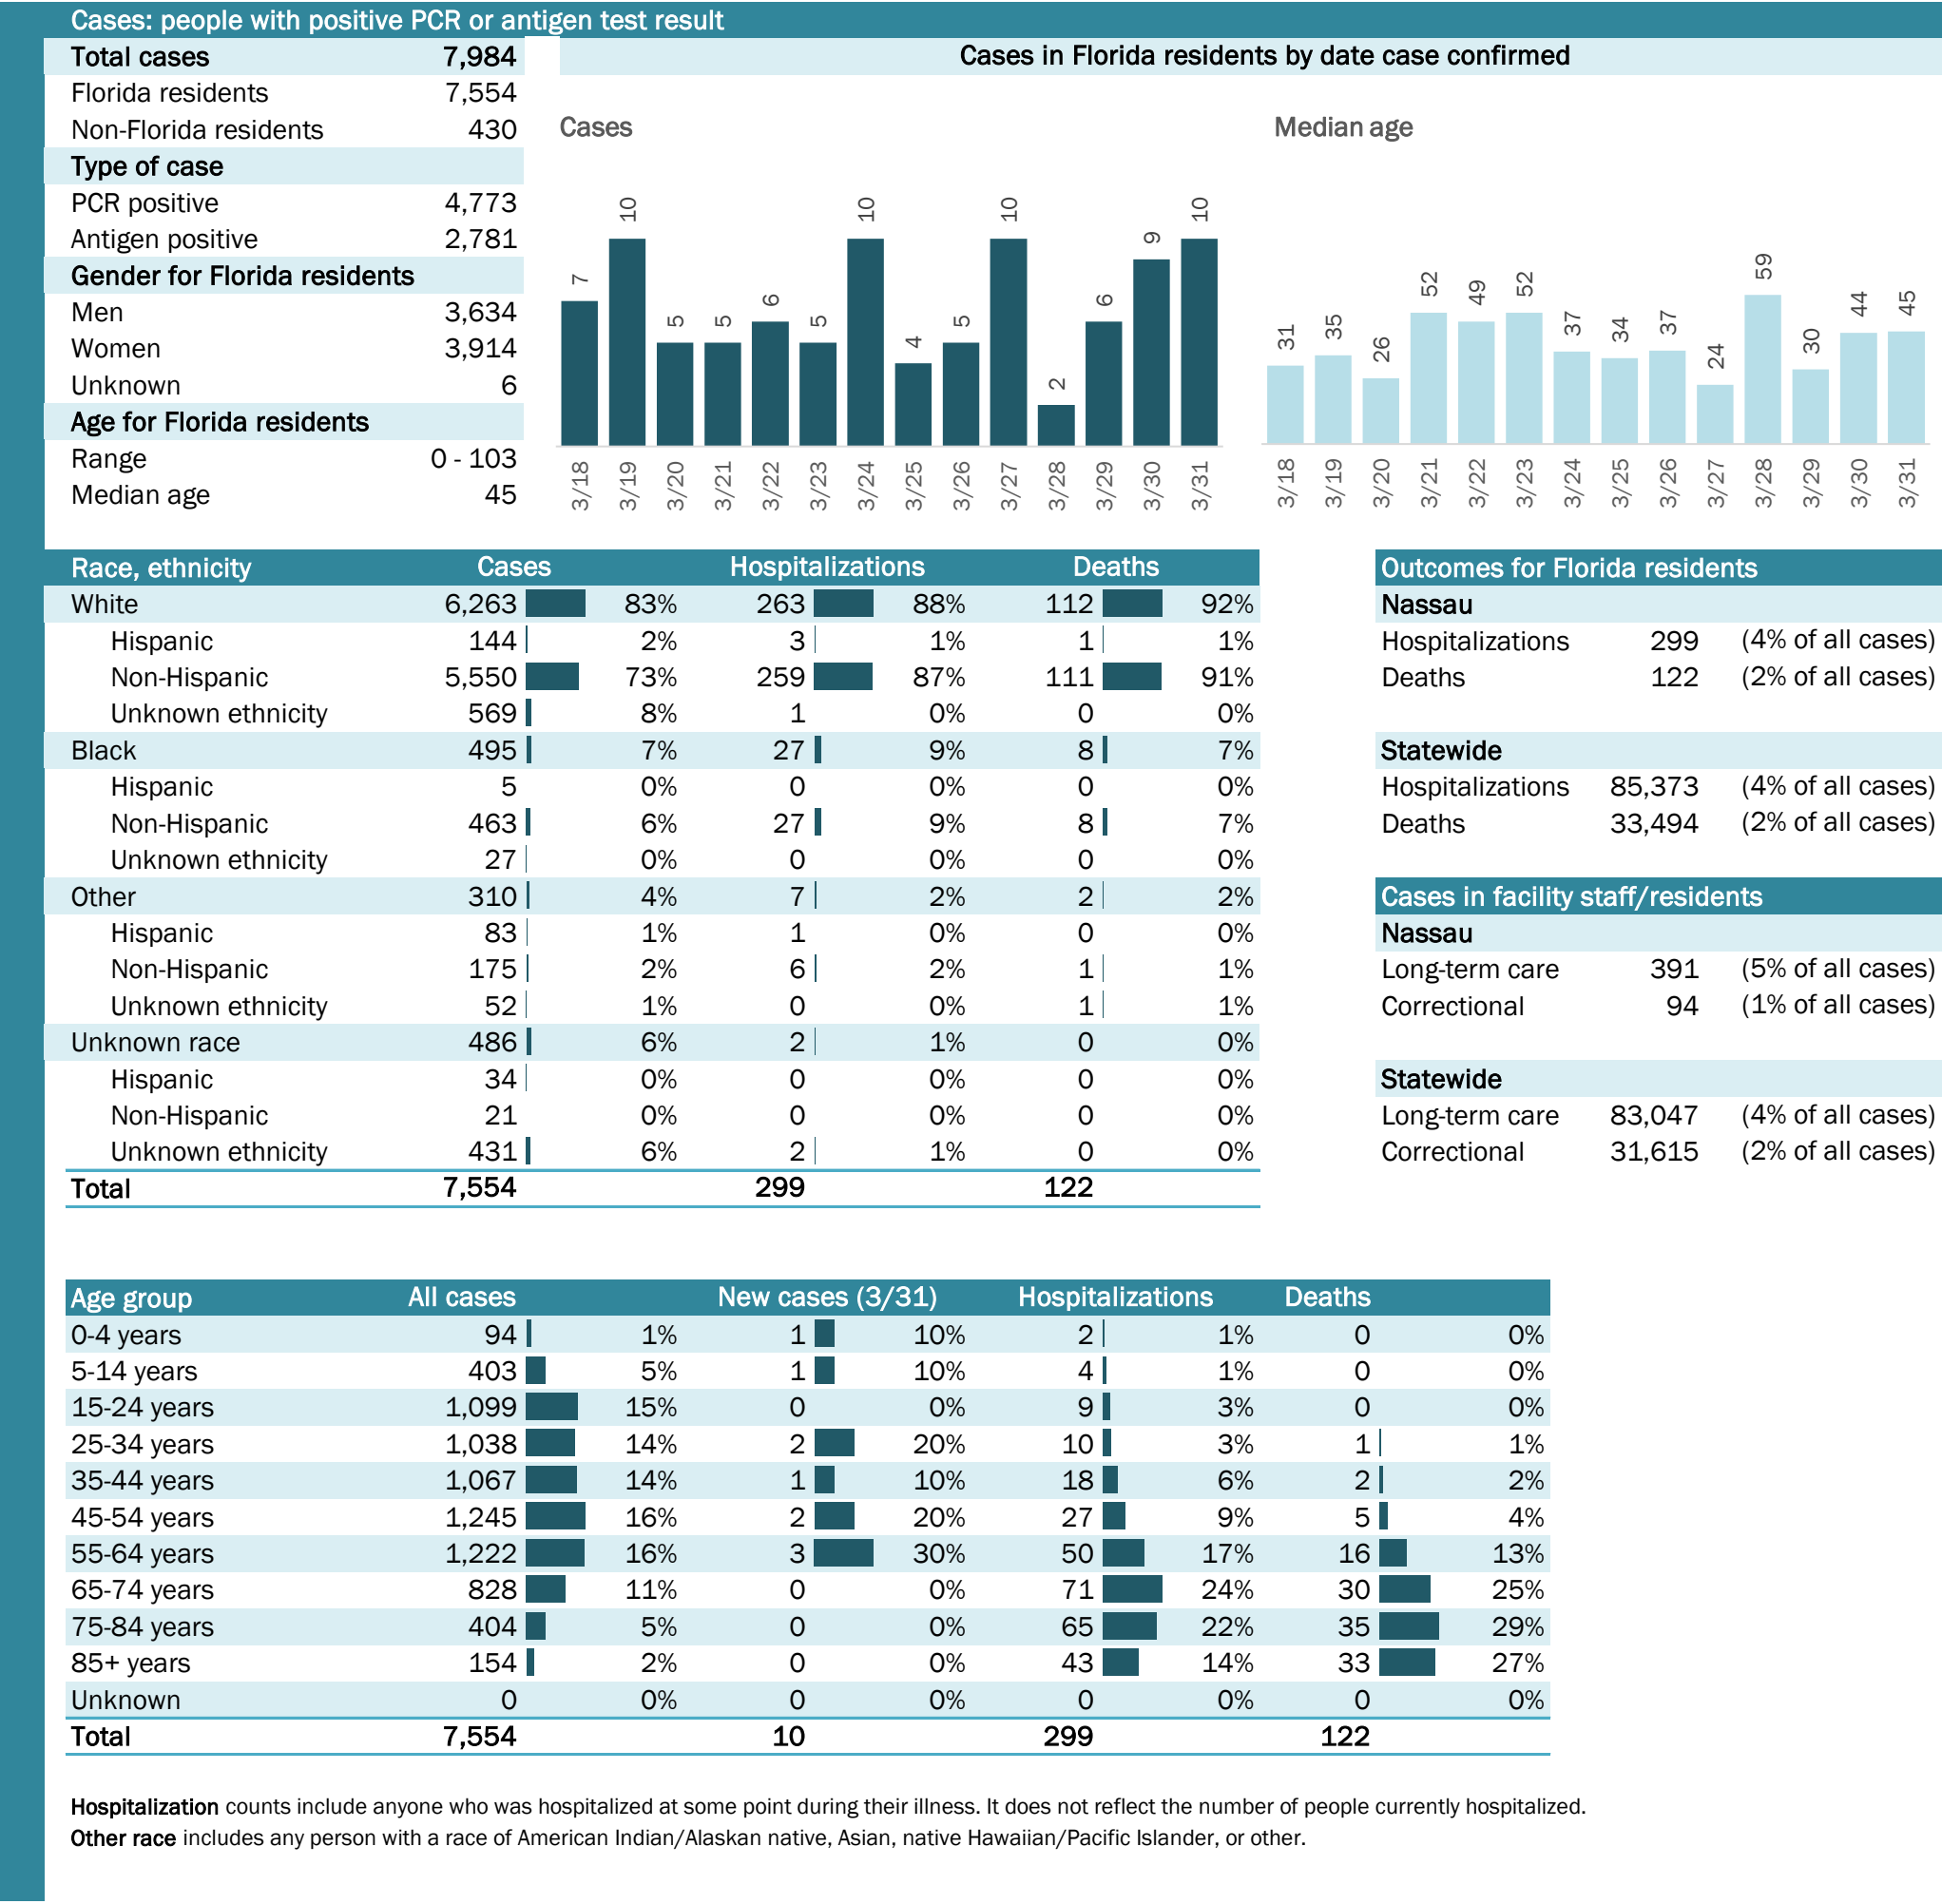 Cases: people with positive PCR or antigen test result
Total cases 7,984
Florida residents 7,554
Non-Florida residents 430
Type of case
PCR positive 4,773
Antigen positive 2,781
Gender for Florida residents
Men 3,634
Women 3,914
Unknown 6
Age for Florida residents
Range 0 - 103
Median age 45
Cases in Florida residents by date case confirmed
Cases
7 10 5 5 6 5 10 4 5 10 2 6 9 10
3/18 3/19 3/20 3/21 3/22 3/23 3/24 3/25 3/26 3/27 3/28 3/29 3/30 3/31
Median age
31 35 26 52 49 52 37 34 37 24 59 30 44 45
3/18 3/19 3/20 3/21 3/22 3/23 3/24 3/25 3/26 3/27 3/28 3/29 3/30 3/31
Race, ethnicity Cases Hospitalizations Deaths
White 6,263 83% 263 88% 112 92%
Hispanic 144 2% 3 1% 1 1%
Non-Hispanic 5,550 73% 259 87% 111 91%
Unknown ethnicity 569 8% 1 0% 0 0%
Black 495 7% 27 9% 8 7%
Hispanic 5 0% 0 0% 0 0%
Non-Hispanic 463 6% 27 9% 8 7%
Unknown ethnicity 27 0% 0 0% 0 0%
Other 310 4% 7 2% 2 2%
Hispanic 83 1% 1 0% 0 0%
Non-Hispanic 175 2% 6 2% 1 1%
Unknown ethnicity 52 1% 0 0% 1 1%
Unknown race 486 6% 2 1% 0 0%
Hispanic 34 0% 0 0% 0 0%
Non-Hispanic 21 0% 0 0% 0 0%
Unknown ethnicity 431 6% 2 1% 0 0%
Total 7,554 299 122
Outcomes for Florida residents
Nassau
Hospitalizations 299 (4% of all cases)
Deaths 122 (2% of all cases)
Statewide
Hospitalizations 85,373 (4% of all cases)
Deaths 33,494 (2% of all cases)
Cases in facility staff/residents
Nassau
Long-term care 391 (5% of all cases)
Correctional 94 (1% of all cases)
Statewide
Long-term care 83,047 (4% of all cases)
Correctional 31,615 (2% of all cases)
Age group All cases New cases (3/31) Hospitalizations Deaths
0-4 years 94 1% 1 10% 2 1% 0 0%
5-14 years 403 5% 1 10% 4 1% 0 0%
15-24 years 1,099 15% 0 0% 9 3% 0 0%
25-34 years 1,038 14% 2 20% 10 3% 1 1%
35-44 years 1,067 14% 1 10% 18 6% 2 2%
45-54 years 1,245 16% 2 20% 27 9% 5 4%
55-64 years 1,222 16% 3 30% 50 17% 16 13%
65-74 years 828 11% 0 0% 71 24% 30 25%
75-84 years 404 5% 0 0% 65 22% 35 29%
85+ years 154 2% 0 0% 43 14% 33 27%
Unknown 0 0% 0 0% 0 0% 0 0%
Total 7,554 10 299 122
Hospitalization counts include anyone who was hospitalized at some point during their illness. It does not reflect the number of people currently hospitalized.
Other race includes any person with a race of American Indian/Alaskan native, Asian, native Hawaiian/Pacific Islander, or other.